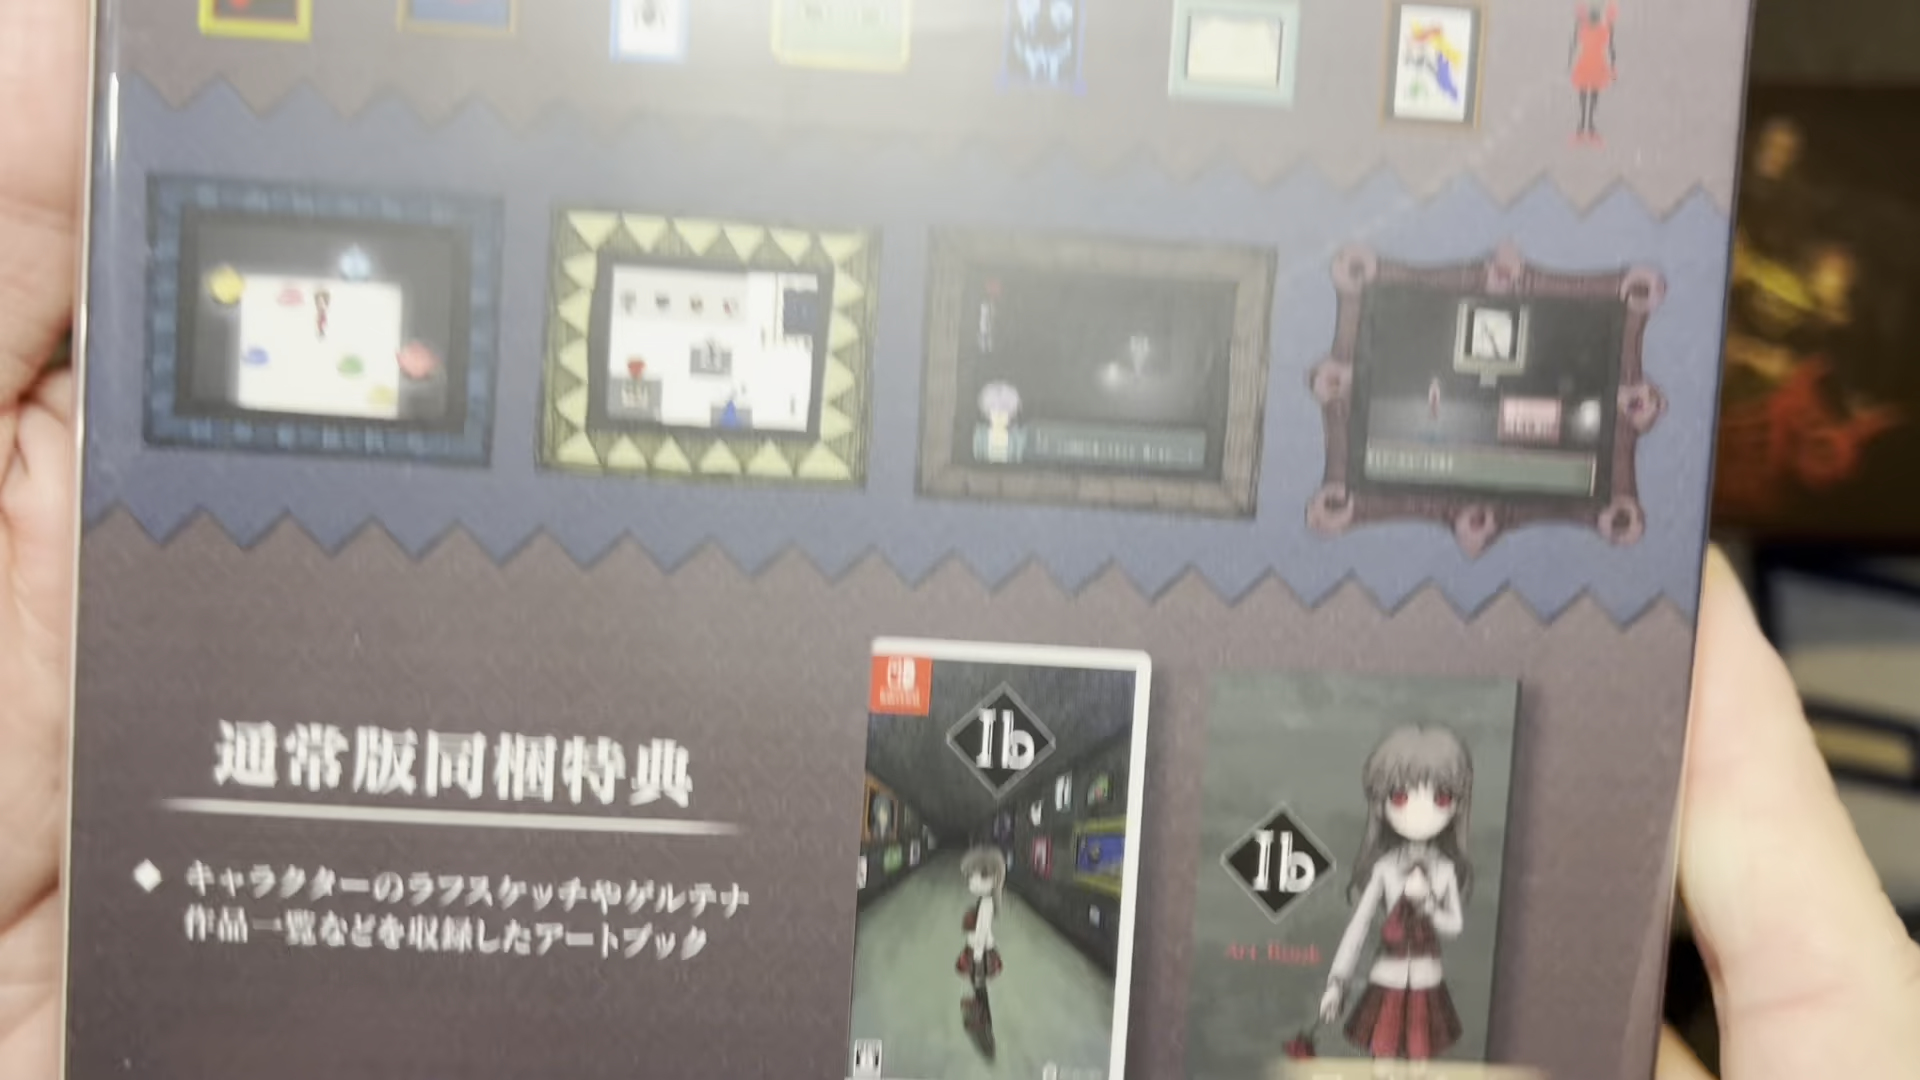 通常版同梱特典
◆ キャラクターのラフスケッチやゲルテナ
作品一覧などを収録したアートブック
Ib
Ib
Art Book